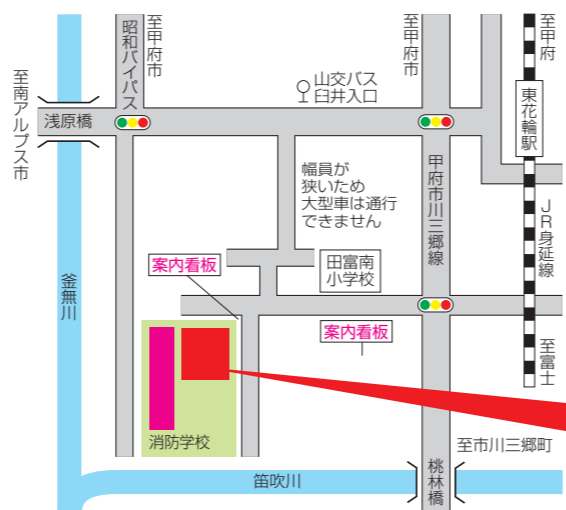 至甲府市
昭和バイパス
至甲府市
至甲府
山交バス
臼井入口
至南アルプス市
浅原橋
東花輪駅
幅員が
狭いため
大型車は通行
できません
甲府市川三郷線
JR身延線
田富南
小学校
案内看板
釜無川
案内看板
至富士
消防学校
至市川三郷町
笛吹川
桃林橋